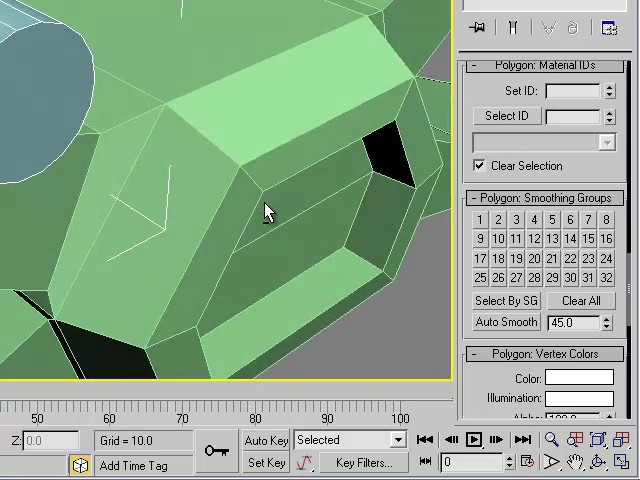 Polygon: Material IDs
Set ID:
Select ID
Clear Selection
Polygon: Smoothing Groups
1 2 3 4 5 6 7 8
9 10 11 12 13 14 15 16
17 18 19 20 21 22 23 24
25 26 27 28 29 30 31 32
Select By SG Clear All
Auto Smooth 45.0
Polygon: Vertex Colors
Color:
Illumination:
Alpha: 100.0
50 60 70 80 90 100
Z: 0.0 Grid = 10.0 Auto Key Selected
Add Time Tag Set Key Key Filters... 0